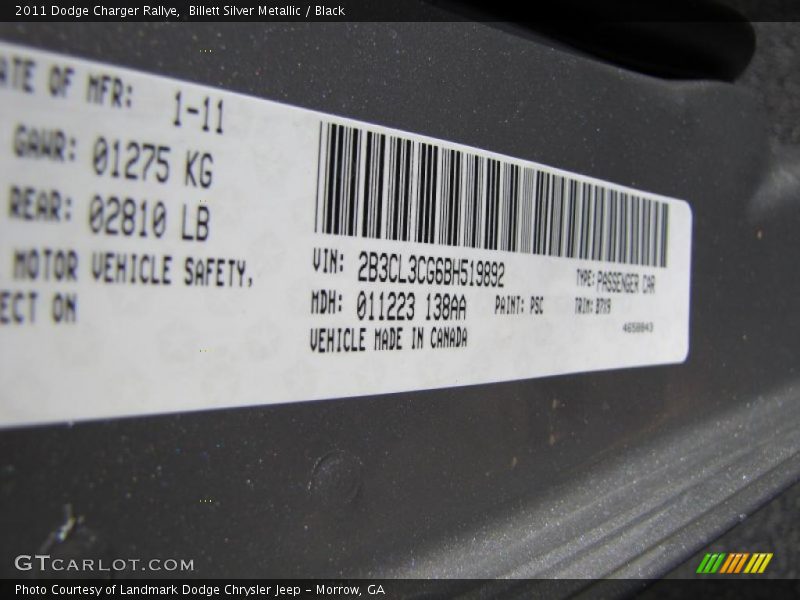 2011 Dodge Charger Rallye,  Billett Silver Metallic / Black
ATE OF MFR: 1-11
GAWR: 01275 KG
REAR: 02810 LB
MOTOR VEHICLE SAFETY,
ECT ON
VIN: 2B3CL3CG6BH519892
TYPE: PASSENGER CAR
MDH: 011223 138AA
PAINT: PSC
TRIM: B7X9
VEHICLE MADE IN CANADA
GTCARLOT.COM
Photo Courtesy of Landmark Dodge Chrysler Jeep - Morrow, GA